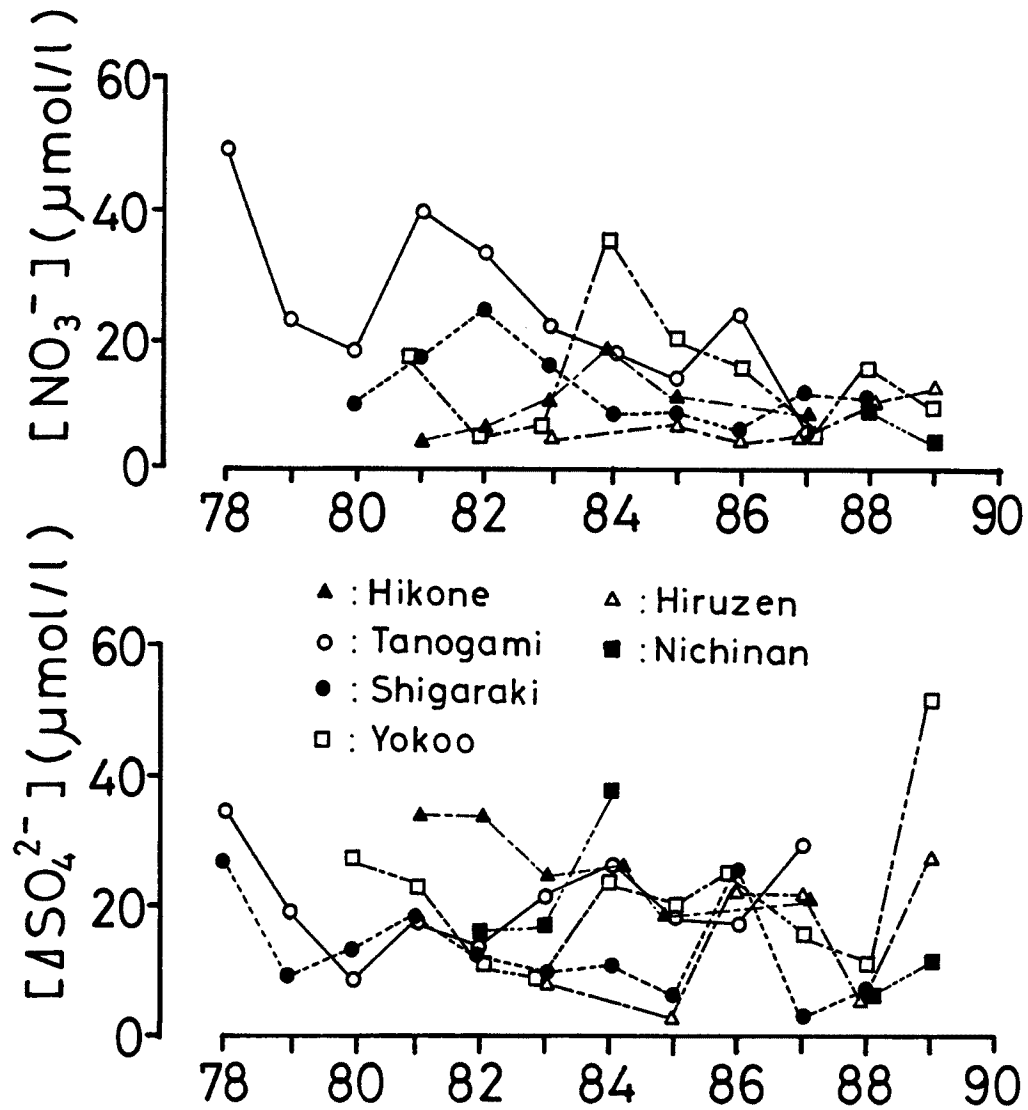 [NO₃⁻] (µmol/l)
60
40
20
0
78 80 82 84 86 88 90
▲ : Hikone
○ : Tanogami
● : Shigaraki
□ : Yokoo
△ : Hiruzen
■ : Nichinan
[ΔSO₄²⁻] (µmol/l)
60
40
20
0
78 80 82 84 86 88 90